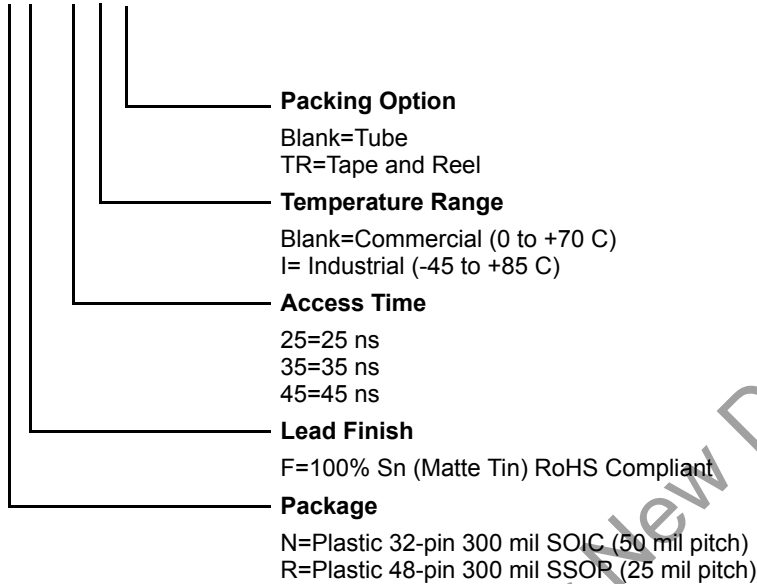 Packing Option
Blank=Tube
TR=Tape and Reel
Temperature Range
Blank=Commercial (0 to +70 C)
I= Industrial (-45 to +85 C)
Access Time
25=25 ns
35=35 ns
45=45 ns
Lead Finish
F=100% Sn (Matte Tin) RoHS Compliant
Package
N=Plastic 32-pin 300 mil SOIC (50 mil pitch)
R=Plastic 48-pin 300 mil SSOP (25 mil pitch)
New